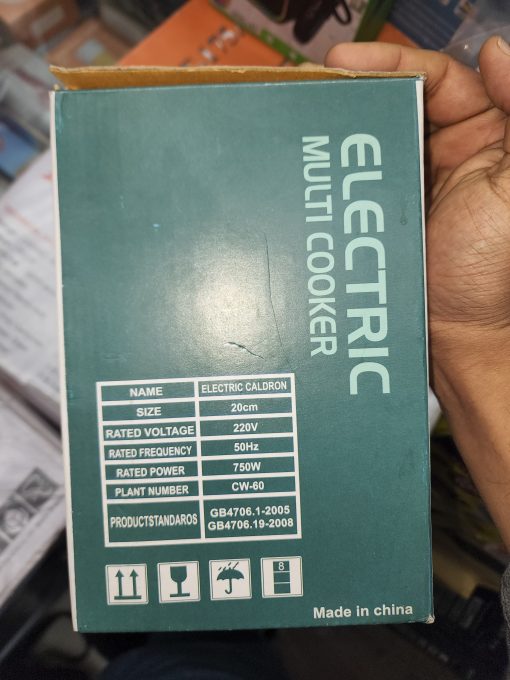 ELECTRIC
MULTI COOKER
NAME ELECTRIC CALDRON
SIZE 20cm
RATED VOLTAGE 220V
RATED FREQUENCY 50Hz
RATED POWER 750W
PLANT NUMBER CW-60
PRODUCTSTANDAROS GB4706.1-2005
GB4706.19-2008
8
Made in china